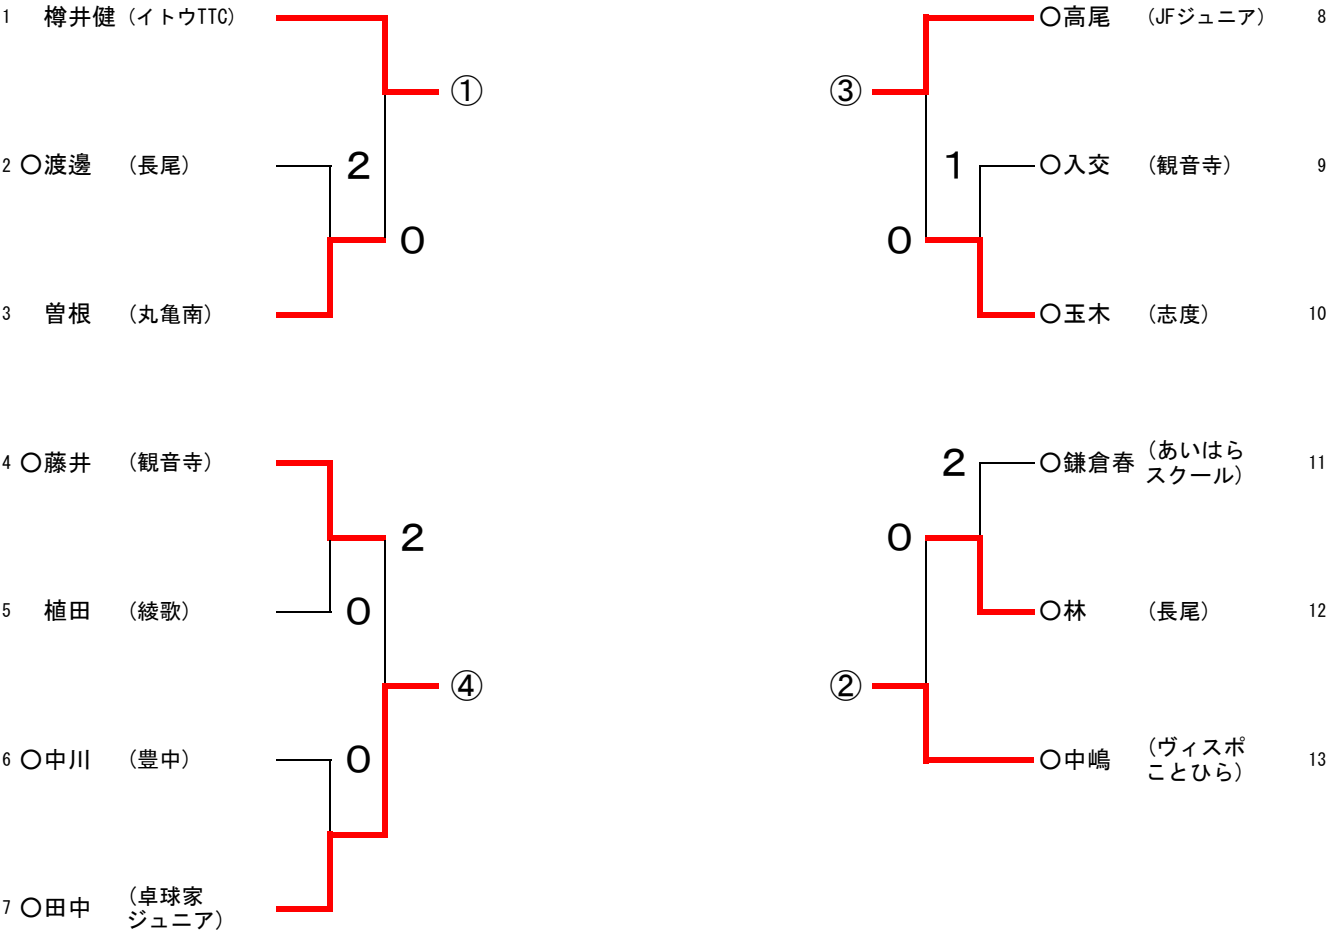 1 樽井健 (イトウTTC)
①
2 〇渡邊 (長尾)
2
0
3 曽根 (丸亀南)
4 〇藤井 (観音寺)
2
5 植田 (綾歌)
0
④
6 〇中川 (豊中)
0
7 〇田中 (卓球家
ジュニア)
〇高尾 (JFジュニア) 8
③
1
〇入交 (観音寺) 9
0
〇玉木 (志度) 10
2
〇鎌倉春 (あいはら
スクール) 11
0
〇林 (長尾) 12
②
〇中嶋 (ヴィスポ
ことひら) 13